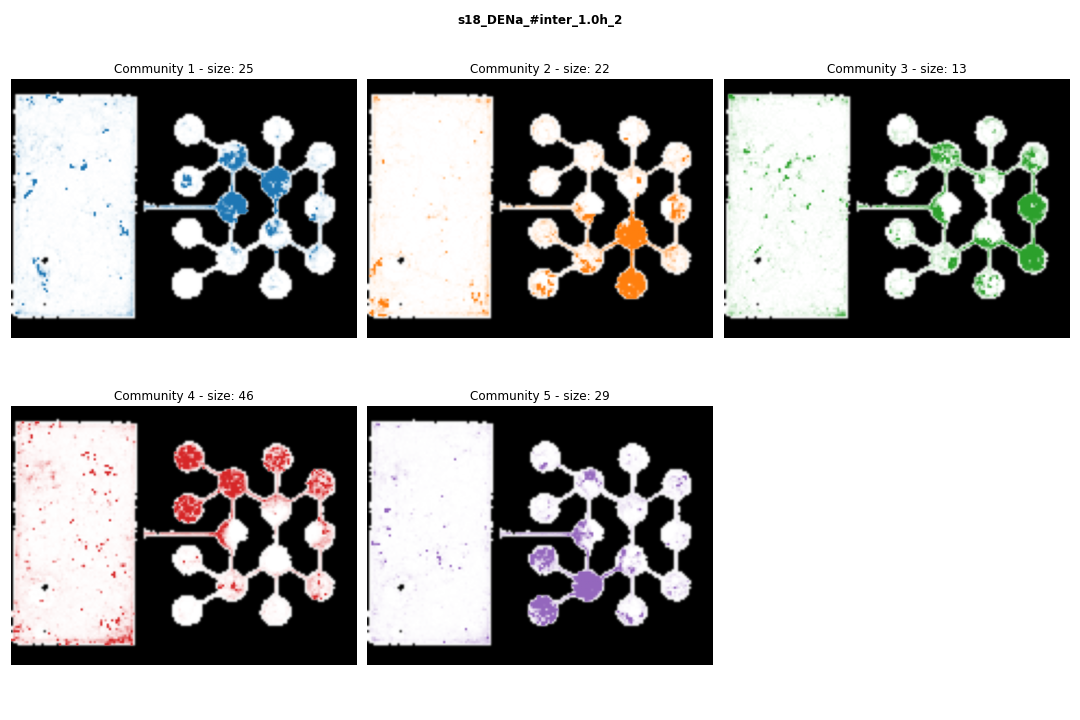 s18_DENa_#inter_1.0h_2
Community 1 - size: 25
Community 2 - size: 22
Community 3 - size: 13
Community 4 - size: 46
Community 5 - size: 29